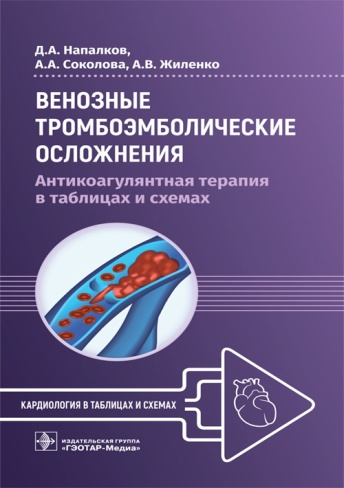 Д.А. Напалков,
А.А. Соколова, А.В. Жиленко
ВЕНОЗНЫЕ
ТРОМБОЭМБОЛИЧЕСКИЕ
ОСЛОЖНЕНИЯ
Антикоагулянтная терапия
в таблицах и схемах
КАРДИОЛОГИЯ В ТАБЛИЦАХ И СХЕМАХ
ИЗДАТЕЛЬСКАЯ ГРУППА
«ГЭОТАР-Медиа»